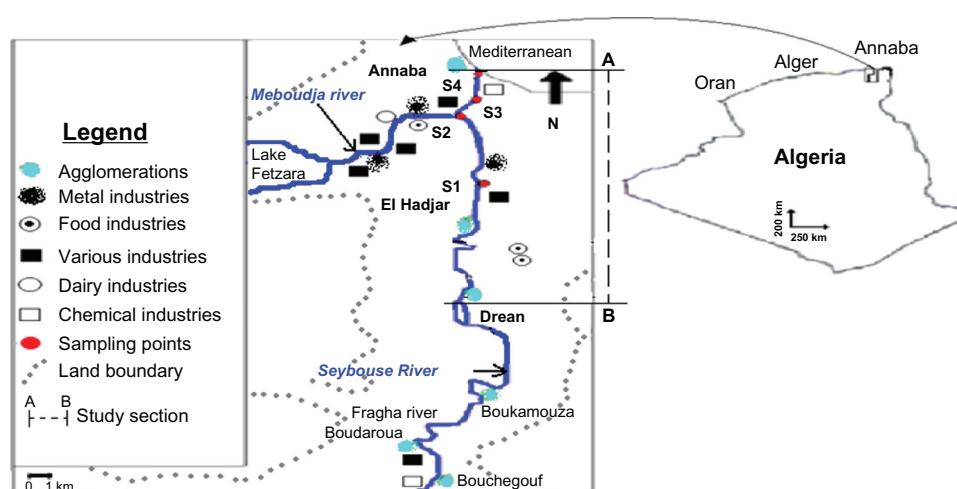 Mediterranean
A
Annaba
Annaba
Alger
Oran
S4
S3
N
Meboudja river
S2
Legend
Lake
Fetzara
Algeria
Agglomerations
S1
Metal industries
El Hadjar
Food industries
200 km
250 km
Various industries
Dairy industries
Chemical industries
Drean
B
Sampling points
Land boundary
Seybouse River
A B
Study section
Boukamouza
Fragha river
Boudaroua
Bouchegouf
0 1 km